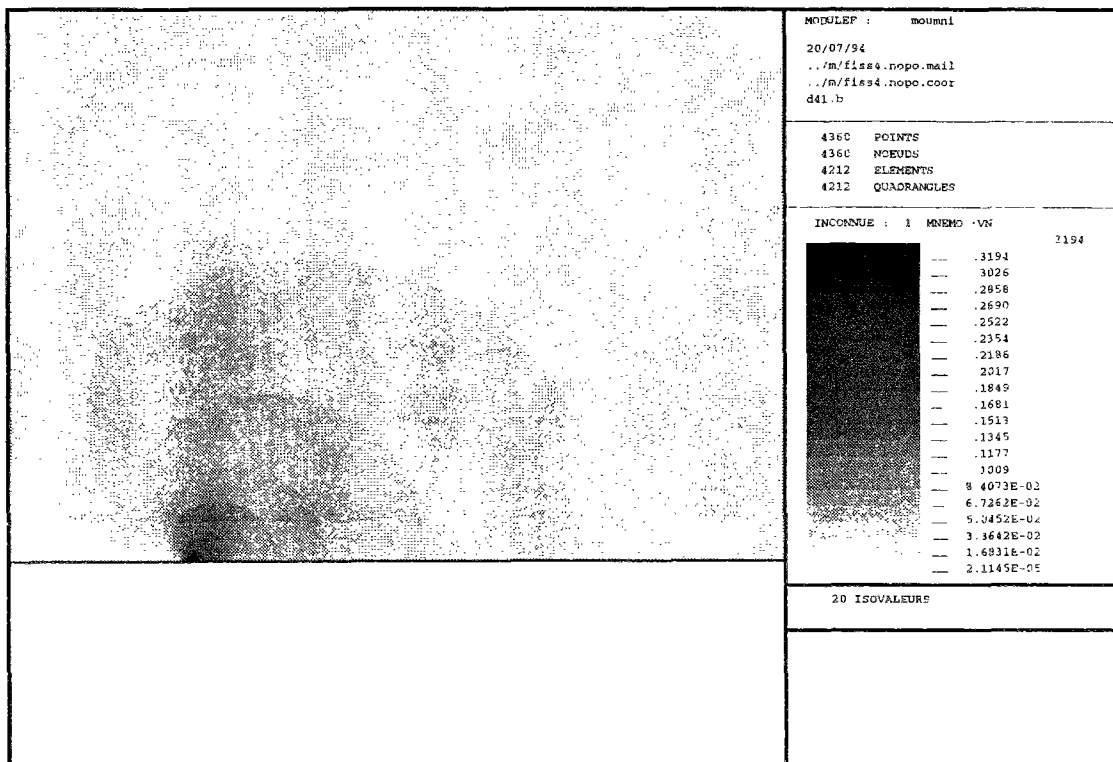 MODULEF : moumni
20/07/94
../m/fiss4.nopo.mail
../m/fiss4.nopo.coor
d41.b
4360 POINTS
4360 NOEUDS
4212 ELEMENTS
4212 QUADRANGLES
INCONNUE : 1 MNEMO :VN
.3194
.3026
.2858
.2690
.2522
.2354
.2186
.2017
.1849
.1681
.1513
.1345
.1177
.1009
8.4073E-02
6.7262E-02
5.0452E-02
3.3642E-02
1.6831E-02
2.1145E-05
20 ISOVALEURS